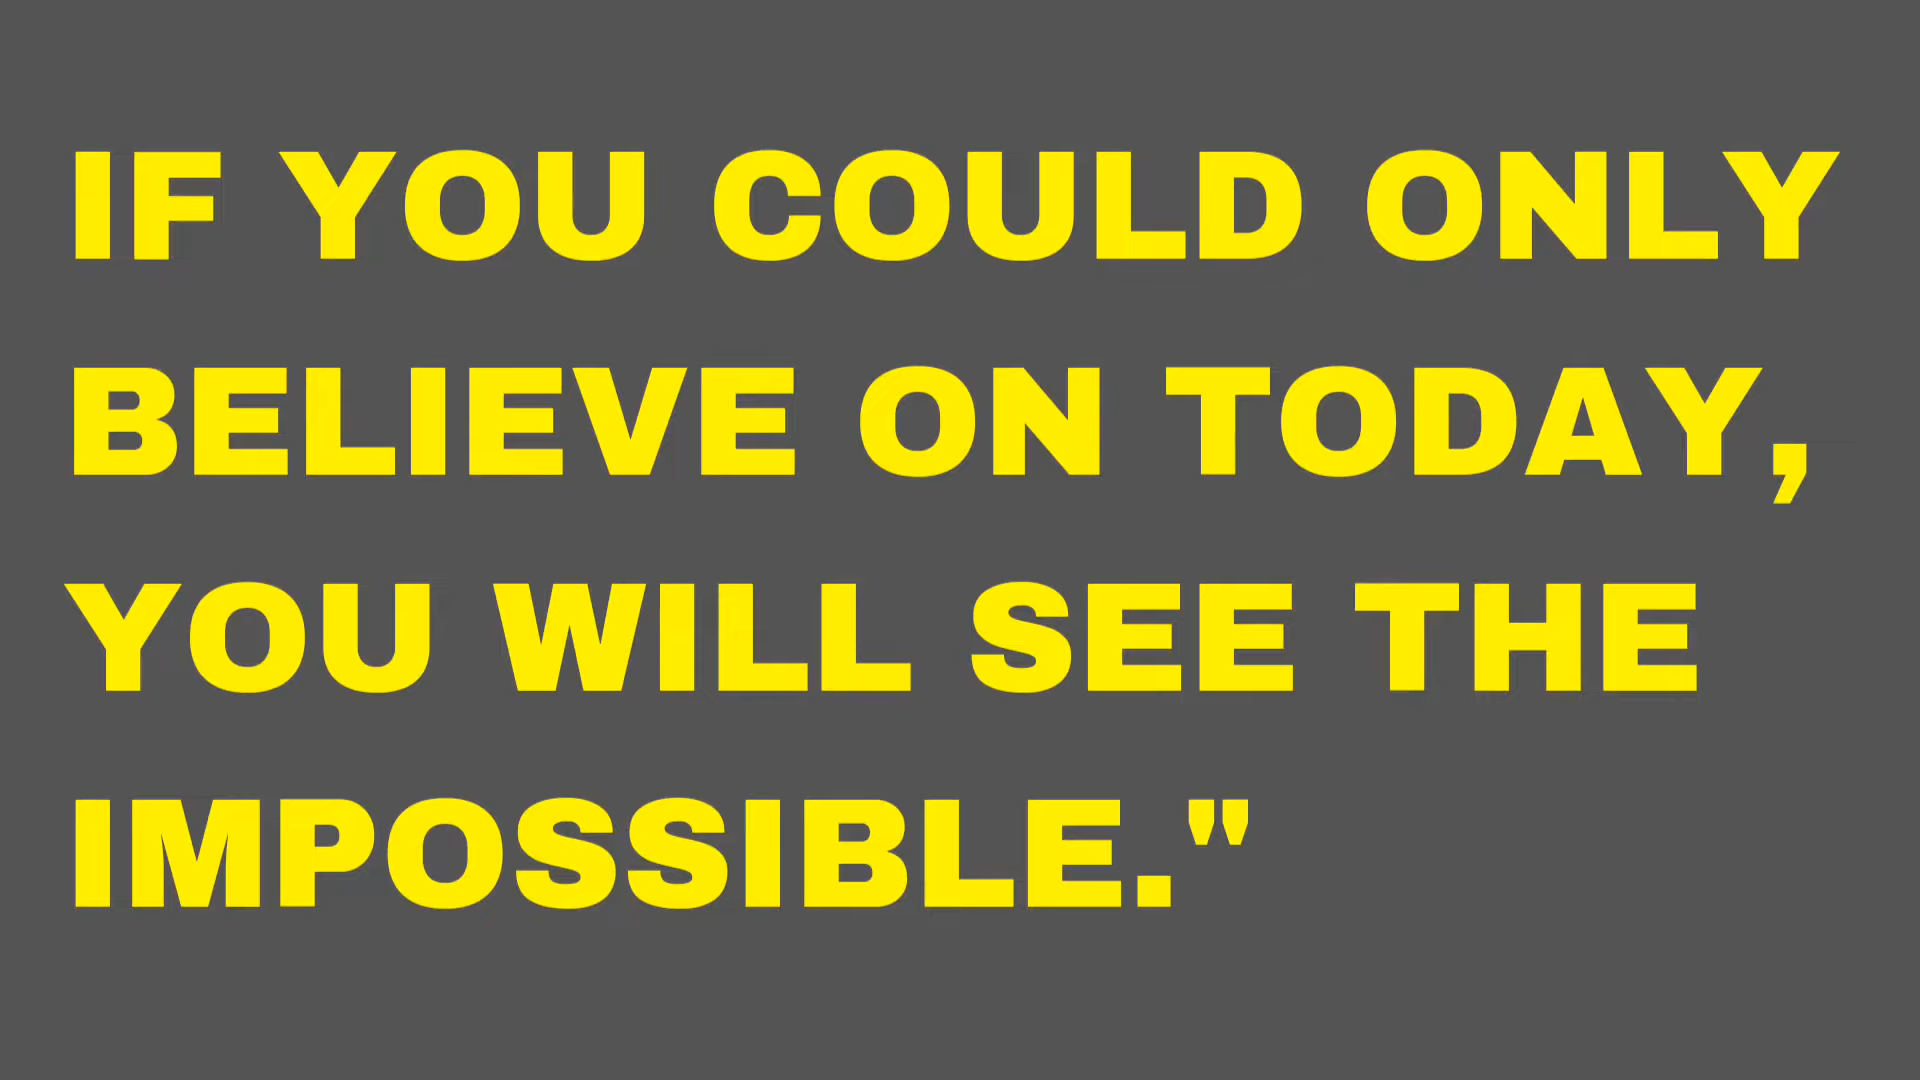 IF YOU COULD ONLY
BELIEVE ON TODAY,
YOU WILL SEE THE
IMPOSSIBLE."